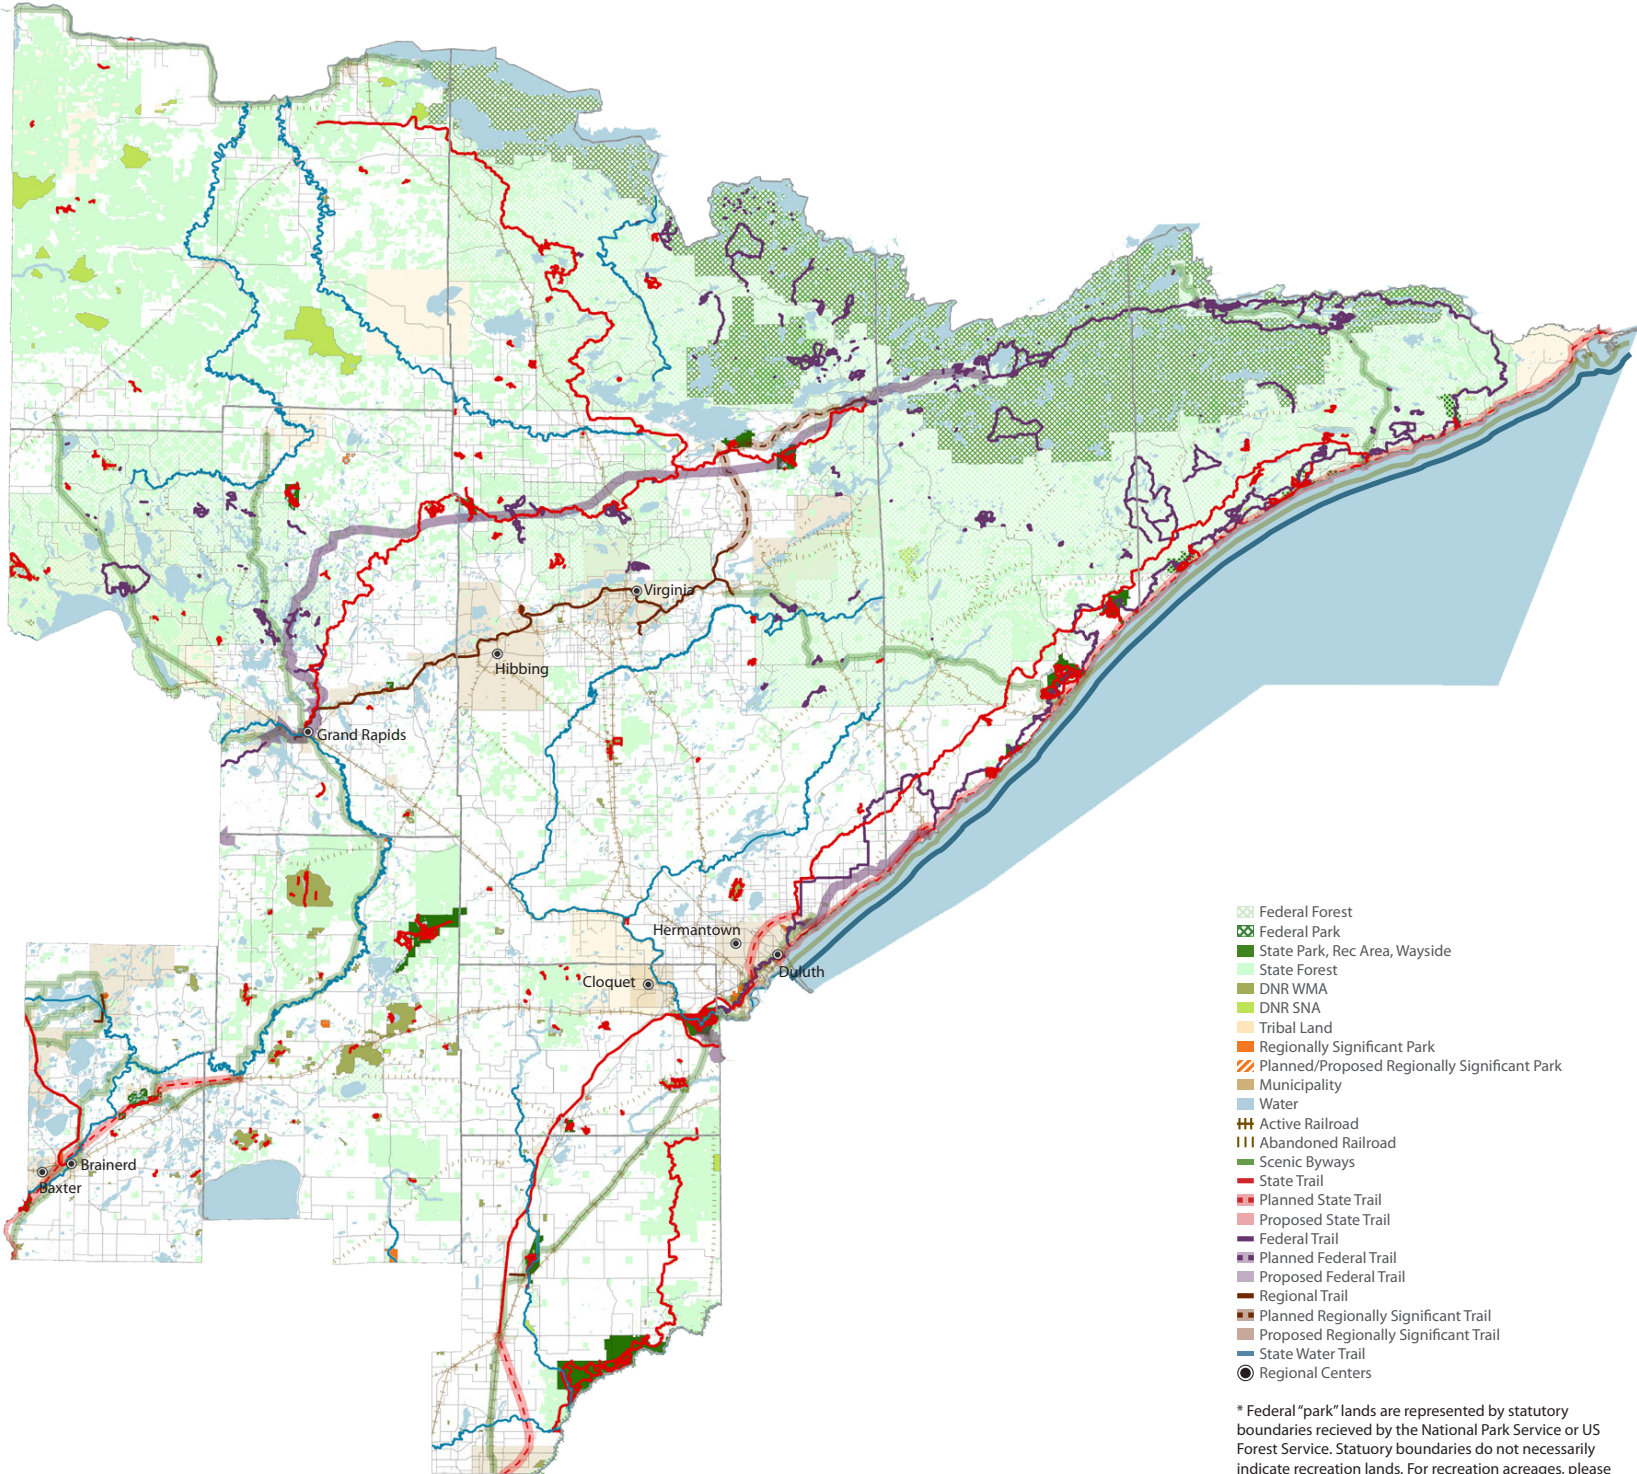 Virginia
Hibbing
Grand Rapids
Hermantown
Duluth
Cloquet
Brainerd
Baxter
Federal Forest
Federal Park
State Park, Rec Area, Wayside
State Forest
DNR WMA
DNR SNA
Tribal Land
Regionally Significant Park
Planned/Proposed Regionally Significant Park
Municipality
Water
Active Railroad
Abandoned Railroad
Scenic Byways
State Trail
Planned State Trail
Proposed State Trail
Federal Trail
Planned Federal Trail
Proposed Federal Trail
Regional Trail
Planned Regionally Significant Trail
Proposed Regionally Significant Trail
State Water Trail
Regional Centers
* Federal “park” lands are represented by statutory
boundaries recieved by the National Park Service or US
Forest Service. Statuory boundaries do not necessarily
indicate recreation lands. For recreation acreages, please